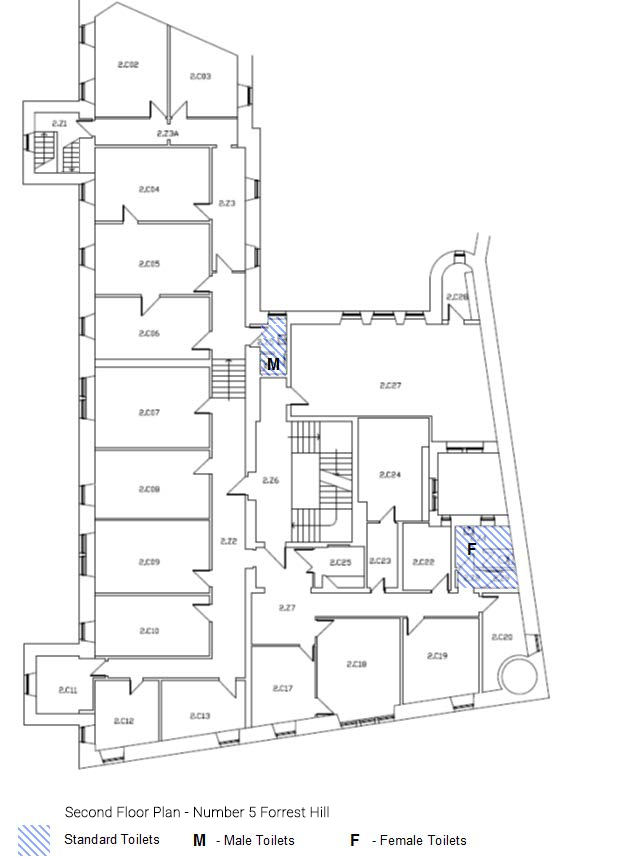 2.C02
2.C03
2.Z1
2.Z3A
2.C04
2.Z3
2.C05
2.C28
2.C06
M
2.C27
2.C07
2.C24
2.Z6
2.C08
2.Z2
F
2.C09
2.C25
2.C23
2.C22
2.Z7
2.C10
2.C20
2.C18
2.C19
2.C11
2.C17
2.C12
2.C13
Second Floor Plan - Number 5 Forrest Hill
Standard Toilets M - Male Toilets F - Female Toilets